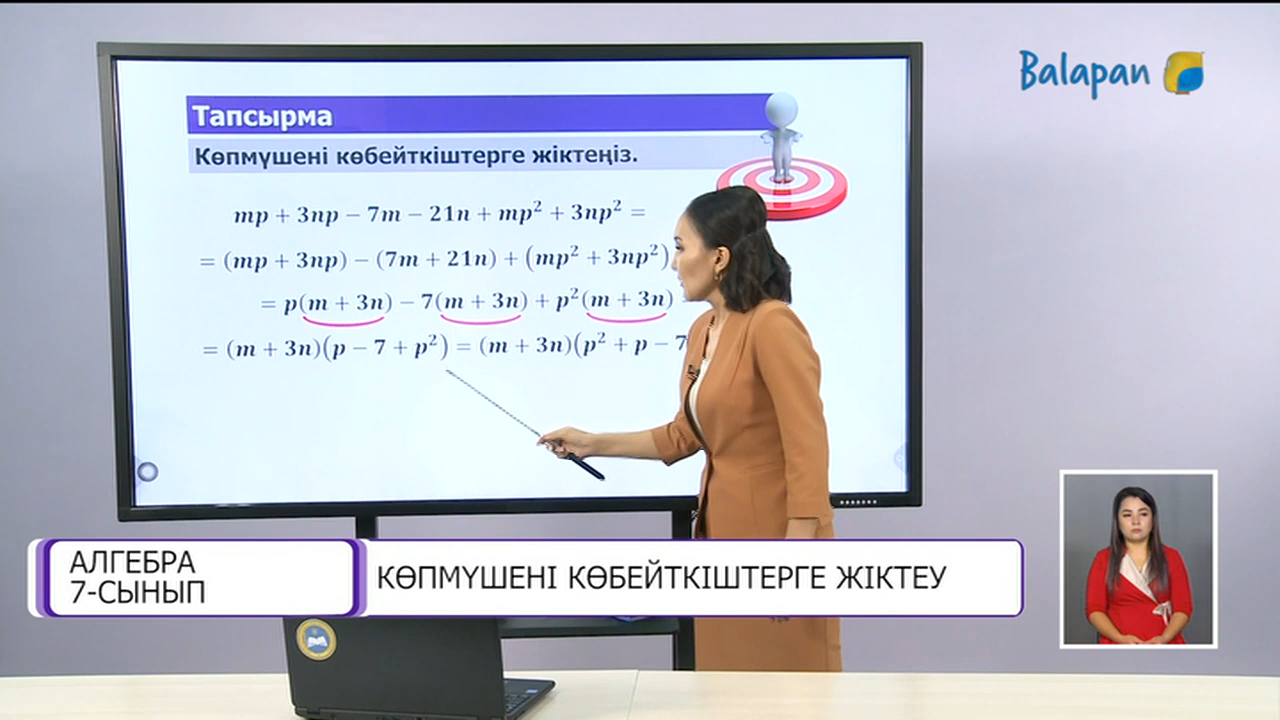 Balapan
Тапсырма
Көпмүшені көбейткіштерге жіктеңіз.
mp + 3np − 7m − 21n + mp² + 3np² =
= (mp + 3np) − (7m + 21n) + (mp² + 3np²)
= p(m + 3n) − 7(m + 3n) + p²(m + 3n)
= (m + 3n)(p − 7 + p²) = (m + 3n)(p² + p − 7
АЛГЕБРА
7-СЫНЫП
КӨПМҮШЕНІ КӨБЕЙТКІШТЕРГЕ ЖІКТЕУ